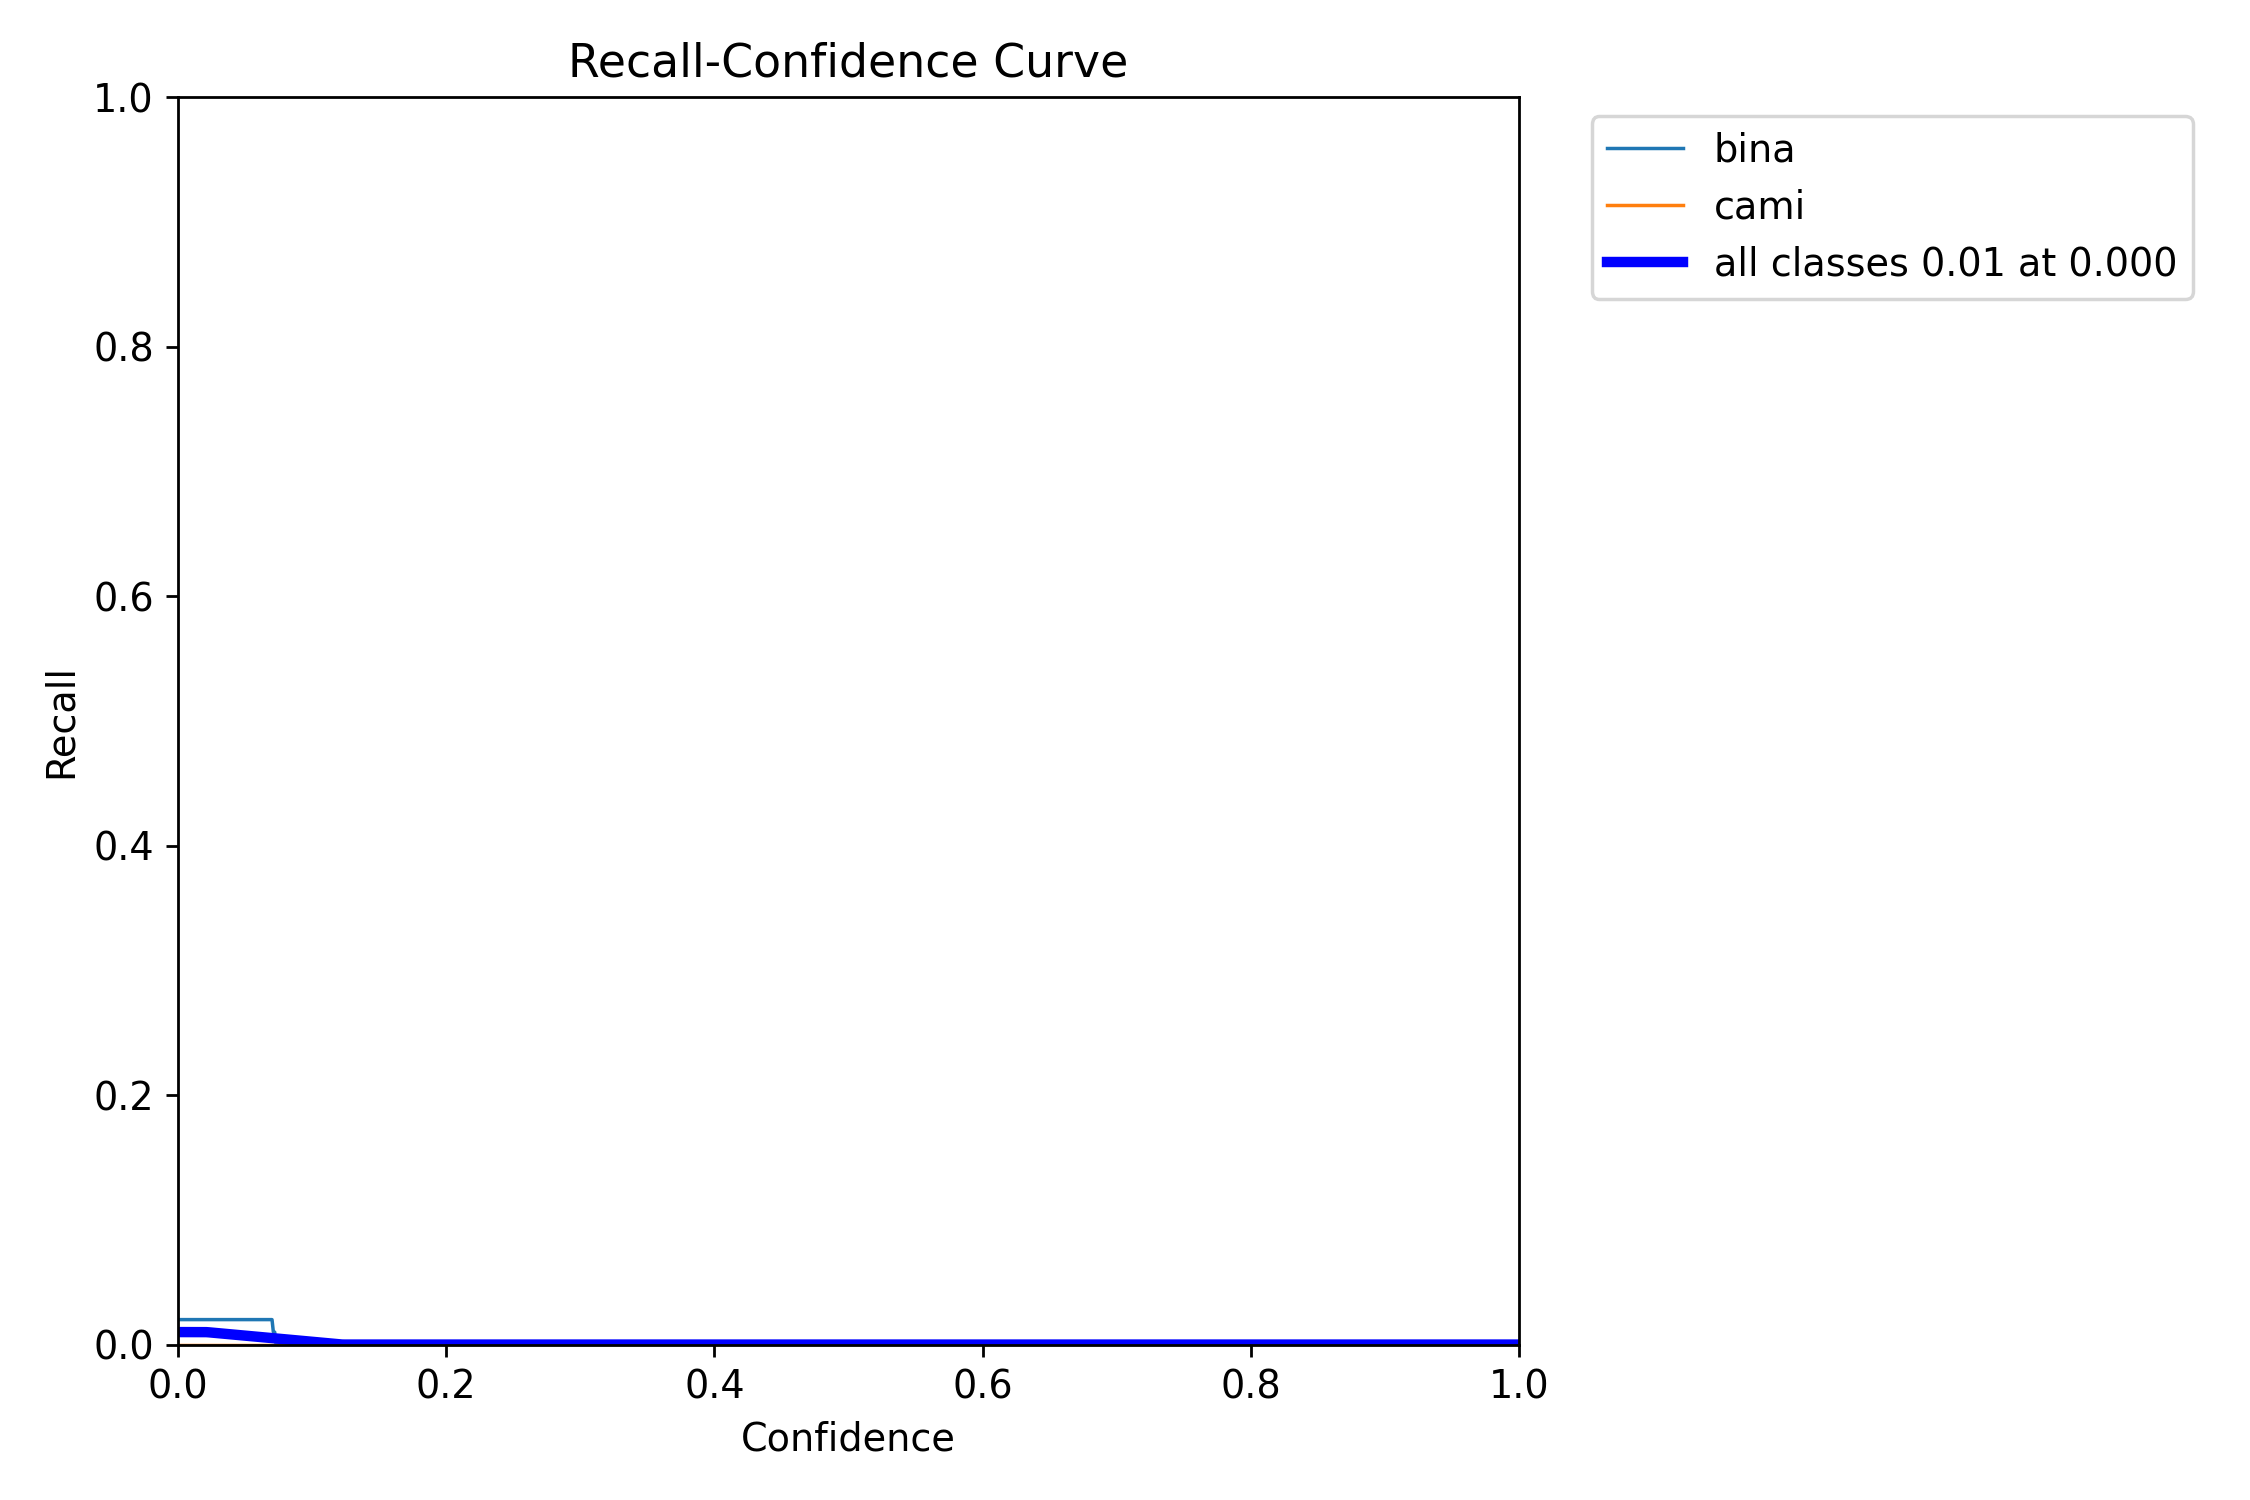 Recall-Confidence Curve
1.0
0.8
0.6
0.4
0.2
0.0
Recall
0.0 0.2 0.4 0.6 0.8 1.0
Confidence
bina
cami
all classes 0.01 at 0.000